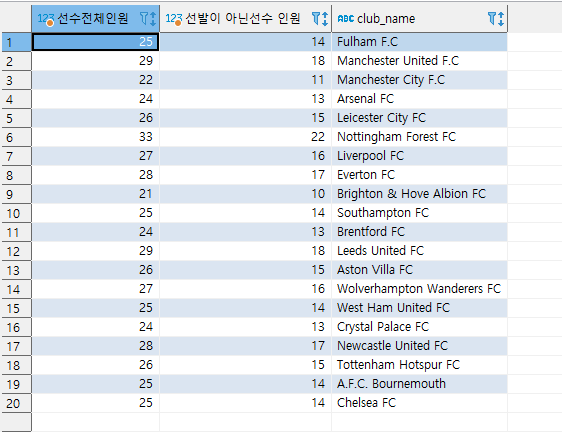 123 선수전체인원 123 선발이 아닌선수 인원 ABC club_name
1 25 14 Fulham F.C
2 29 18 Manchester United F.C
3 22 11 Manchester City F.C
4 24 13 Arsenal FC
5 26 15 Leicester City FC
6 33 22 Nottingham Forest FC
7 27 16 Liverpool FC
8 28 17 Everton FC
9 21 10 Brighton & Hove Albion FC
10 25 14 Southampton FC
11 24 13 Brentford FC
12 29 18 Leeds United FC
13 26 15 Aston Villa FC
14 27 16 Wolverhampton Wanderers FC
15 25 14 West Ham United FC
16 24 13 Crystal Palace FC
17 28 17 Newcastle United FC
18 26 15 Tottenham Hotspur FC
19 25 14 A.F.C. Bournemouth
20 25 14 Chelsea FC